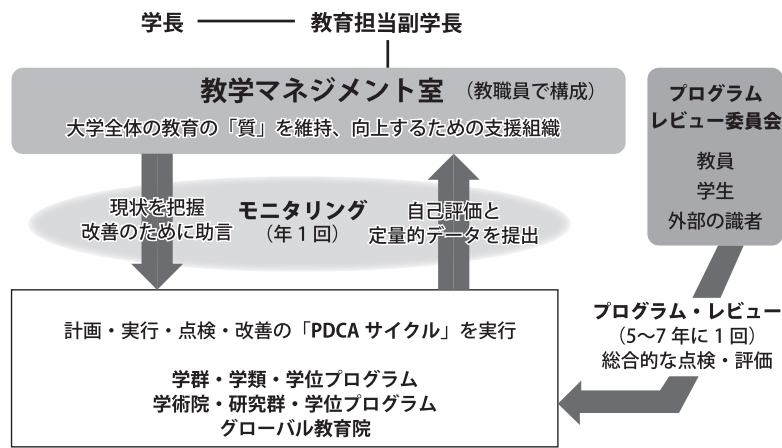 学長
教育担当副学長
教学マネジメント室 （教職員で構成）
大学全体の教育の「質」を維持、向上するための支援組織
プログラム
レビュー委員会
教員
学生
外部の識者
現状を把握
改善のために助言
モニタリング
（年1回）
自己評価と
定量的データを提出
計画・実行・点検・改善の「PDCA サイクル」を実行
学群・学類・学位プログラム
学術院・研究群・学位プログラム
グローバル教育院
プログラム・レビュー
（5～7 年に 1 回）
総合的な点検・評価